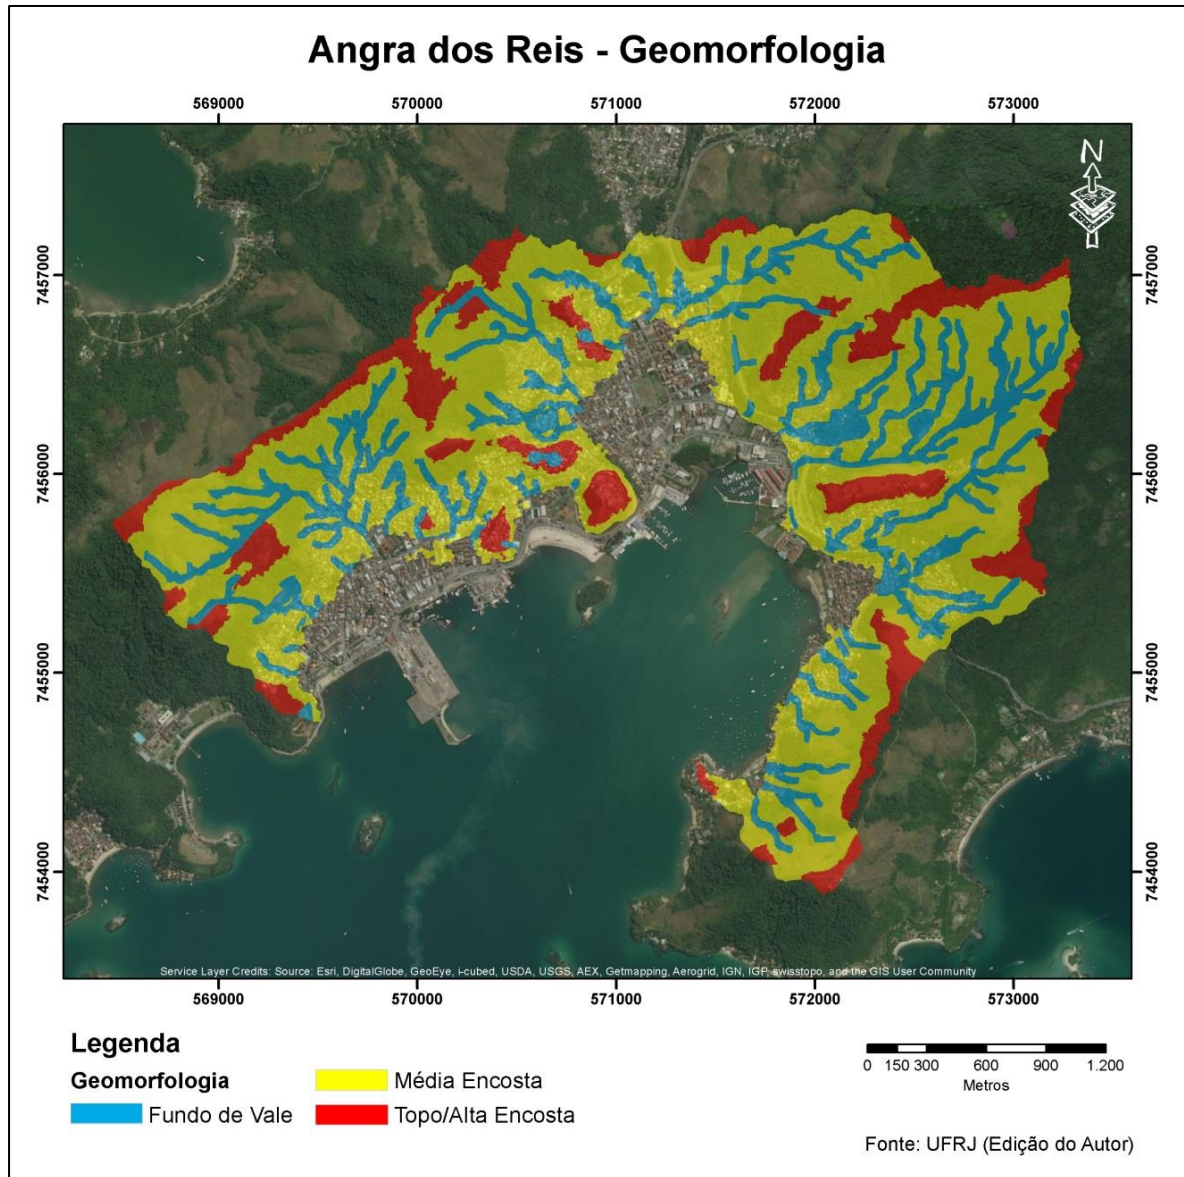 Angra dos Reis - Geomorfologia
569000 570000 571000 572000 573000
N
7457000 7457000
7456000 7456000
7455000 7455000
7454000 7454000
Service Layer Credits: Source: Esri, DigitalGlobe, GeoEye, i-cubed, USDA, USGS, AEX, Getmapping, Aerogrid, IGN, IGP, swisstopo, and the GIS User Community
569000 570000 571000 572000 573000
Legenda
Geomorfologia
Média Encosta
Fundo de Vale
Topo/Alta Encosta
0 150 300 600 900 1.200
Metros
Fonte: UFRJ (Edição do Autor)